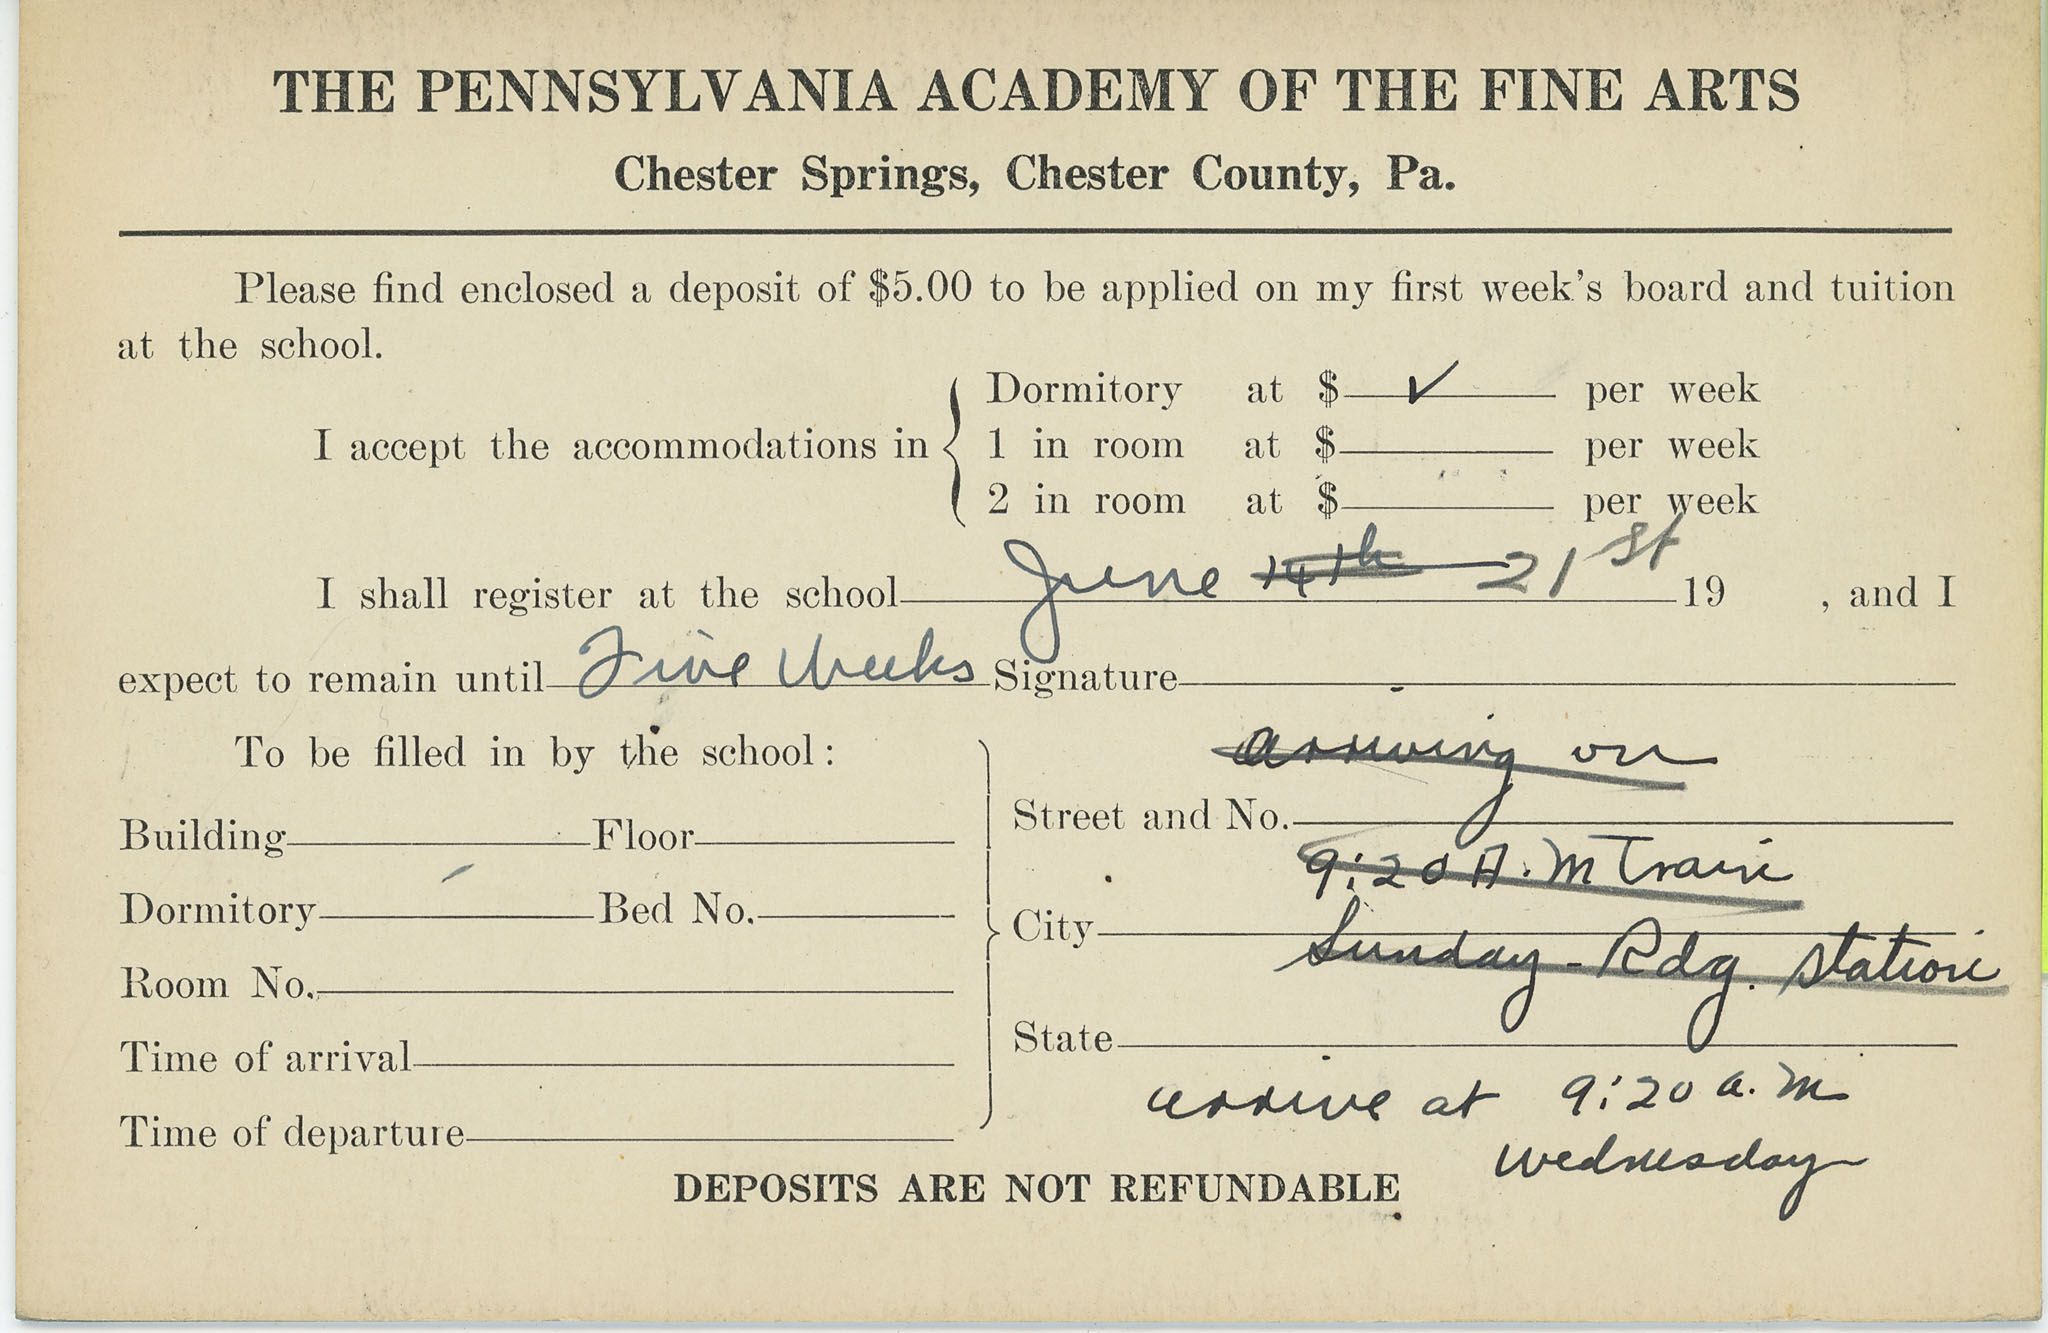 THE PENNSYLVANIA ACADEMY OF THE FINE ARTS
Chester Springs, Chester County, Pa.
Please find enclosed a deposit of $5.00 to be applied on my first week's board and tuition
at the school.
I accept the accommodations in
Dormitory at $ ✓ per week
1 in room at $ per week
2 in room at $ per week
I shall register at the school June 14th 21st 19 , and I
expect to remain until Five Weeks Signature
To be filled in by the school:
Building Floor
Dormitory Bed No.
Room No.
Time of arrival
Time of departure
arriving on
Street and No.
9:20 A.M Train
City
Sunday - Rdg. Station
State
arrive at 9:20 a.m
Wednesday
DEPOSITS ARE NOT REFUNDABLE